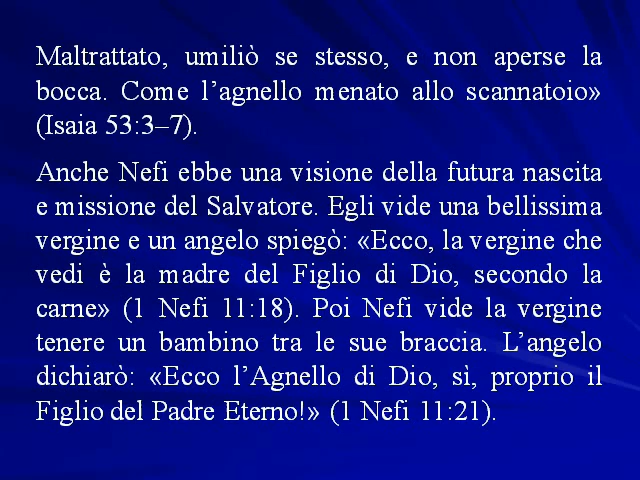 Maltrattato, umiliò se stesso, e non aperse la
bocca. Come l’agnello menato allo scannatoio»
(Isaia 53:3–7).
Anche Nefi ebbe una visione della futura nascita
e missione del Salvatore. Egli vide una bellissima
vergine e un angelo spiegò: «Ecco, la vergine che
vedi è la madre del Figlio di Dio, secondo la
carne» (1 Nefi 11:18). Poi Nefi vide la vergine
tenere un bambino tra le sue braccia. L’angelo
dichiarò: «Ecco l’Agnello di Dio, sì, proprio il
Figlio del Padre Eterno!» (1 Nefi 11:21).